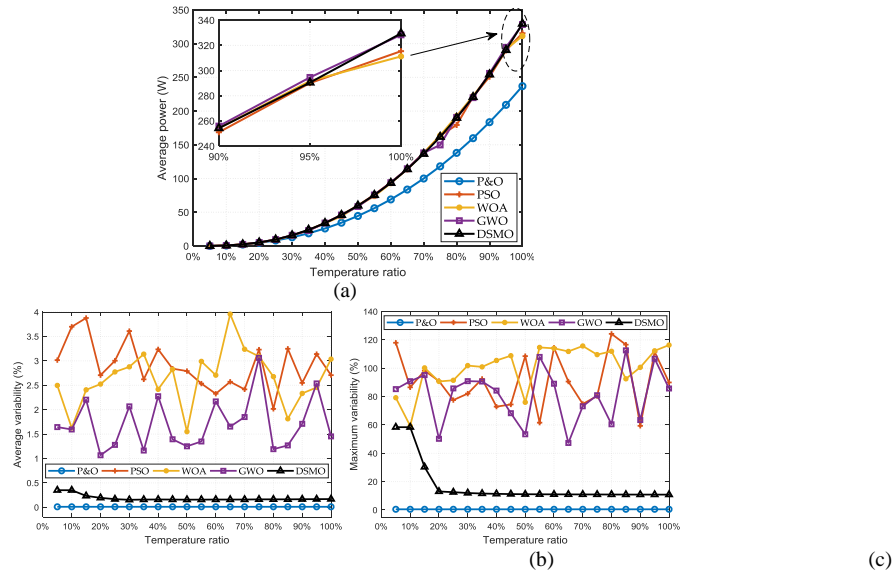 350
300
250
200
150
100
50
0
Average power (W)
340
320
300
280
260
240
90% 95% 100%
P&O
PSO
WOA
GWO
DSMO
0% 10% 20% 30% 40% 50% 60% 70% 80% 90% 100%
Temperature ratio
(a)
4
3.5
3
2.5
2
1.5
1
0.5
0
Average variability (%)
P&O PSO WOA GWO DSMO
0% 10% 20% 30% 40% 50% 60% 70% 80% 90% 100%
Temperature ratio
140
120
100
80
60
40
20
0
Maximum variability (%)
P&O PSO WOA GWO DSMO
0% 10% 20% 30% 40% 50% 60% 70% 80% 90% 100%
Temperature ratio
(b) (c)